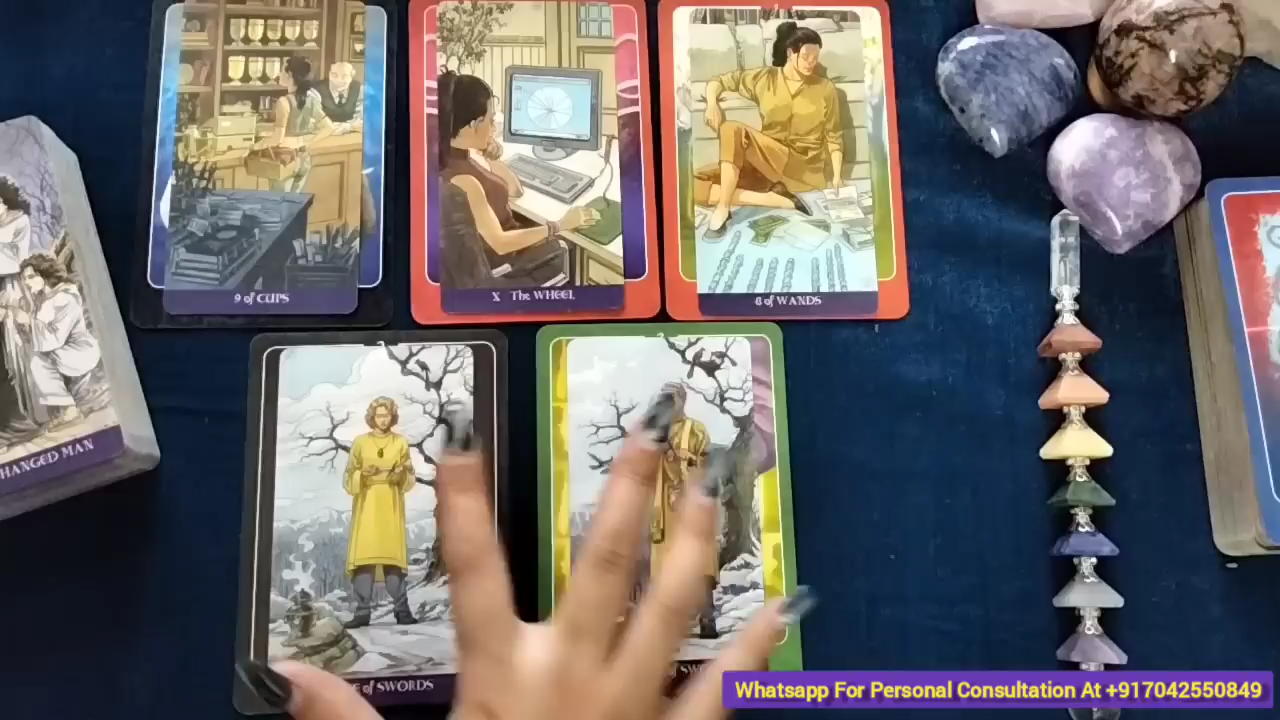 9 of CUPS
X The WHEEL
8 of WANDS
HANGED MAN
of SWORDS
Whatsapp For Personal Consultation At +917042550849